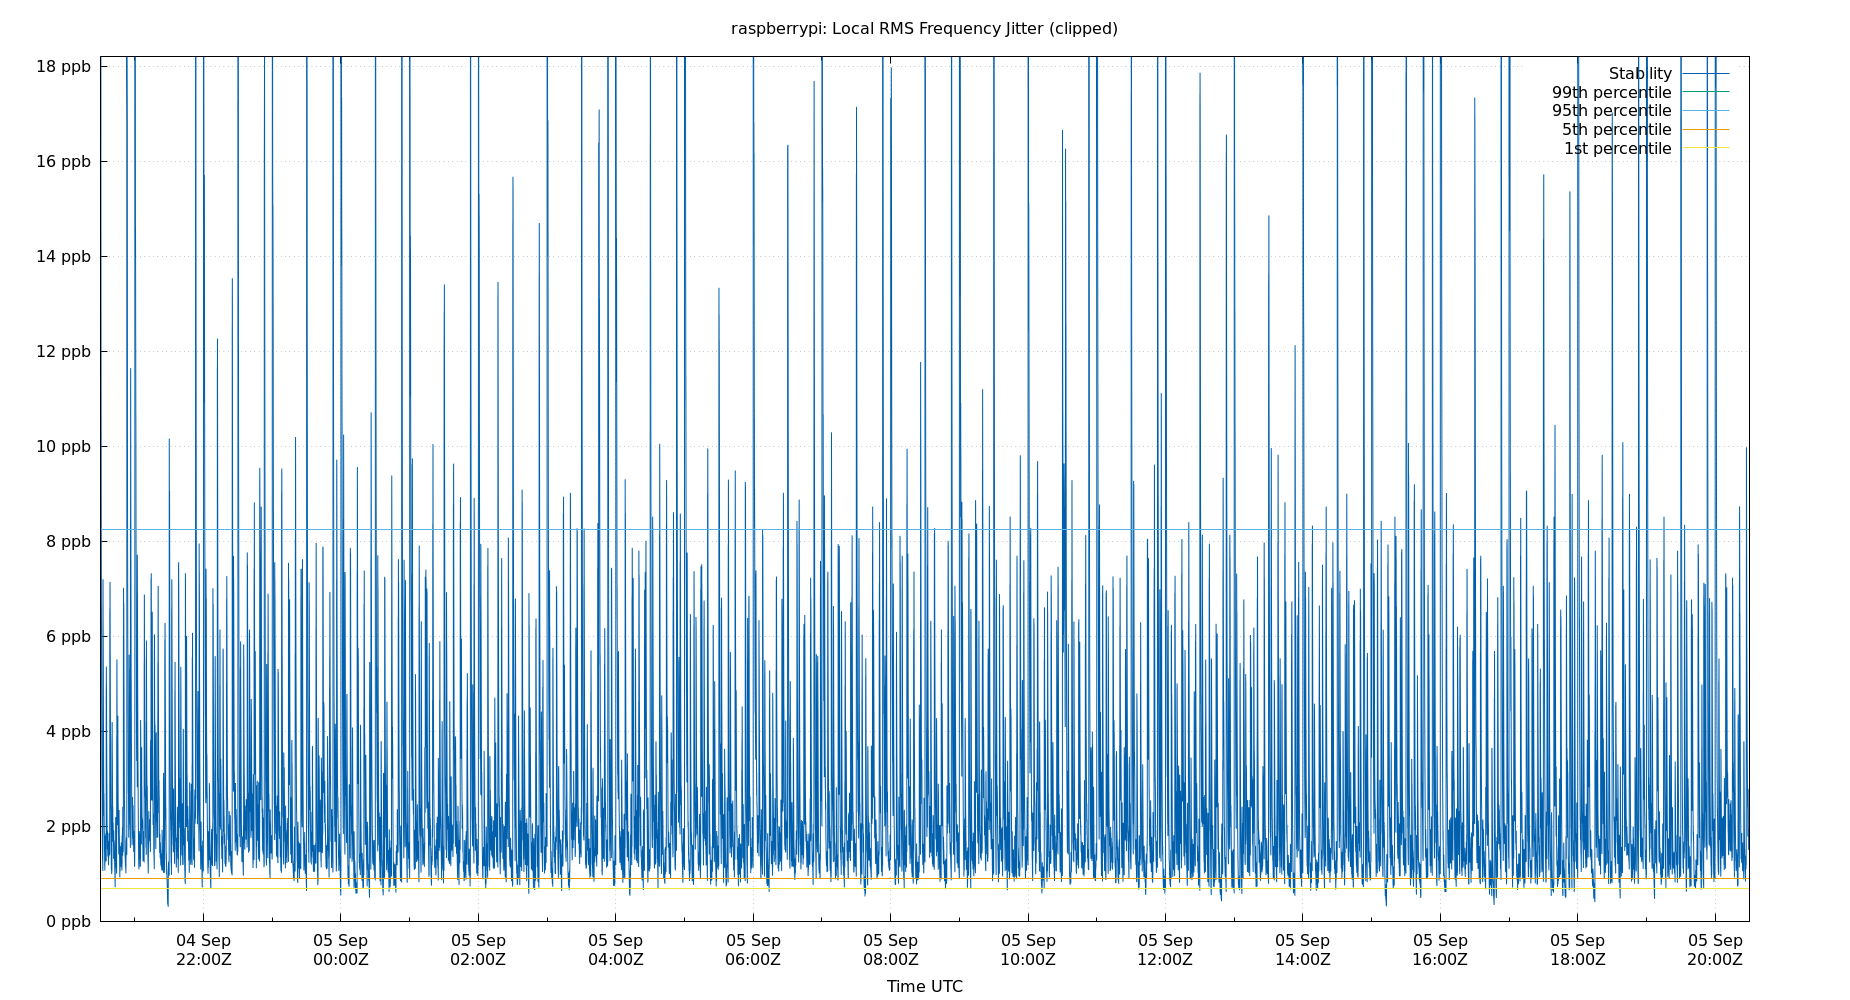 raspberrypi: Local RMS Frequency Jitter (clipped)
18 ppb
16 ppb
14 ppb
12 ppb
10 ppb
8 ppb
6 ppb
4 ppb
2 ppb
0 ppb
Stability
99th percentile
95th percentile
5th percentile
1st percentile
04 Sep
22:00Z
05 Sep
00:00Z
05 Sep
02:00Z
05 Sep
04:00Z
05 Sep
06:00Z
05 Sep
08:00Z
05 Sep
10:00Z
05 Sep
12:00Z
05 Sep
14:00Z
05 Sep
16:00Z
05 Sep
18:00Z
05 Sep
20:00Z
Time UTC